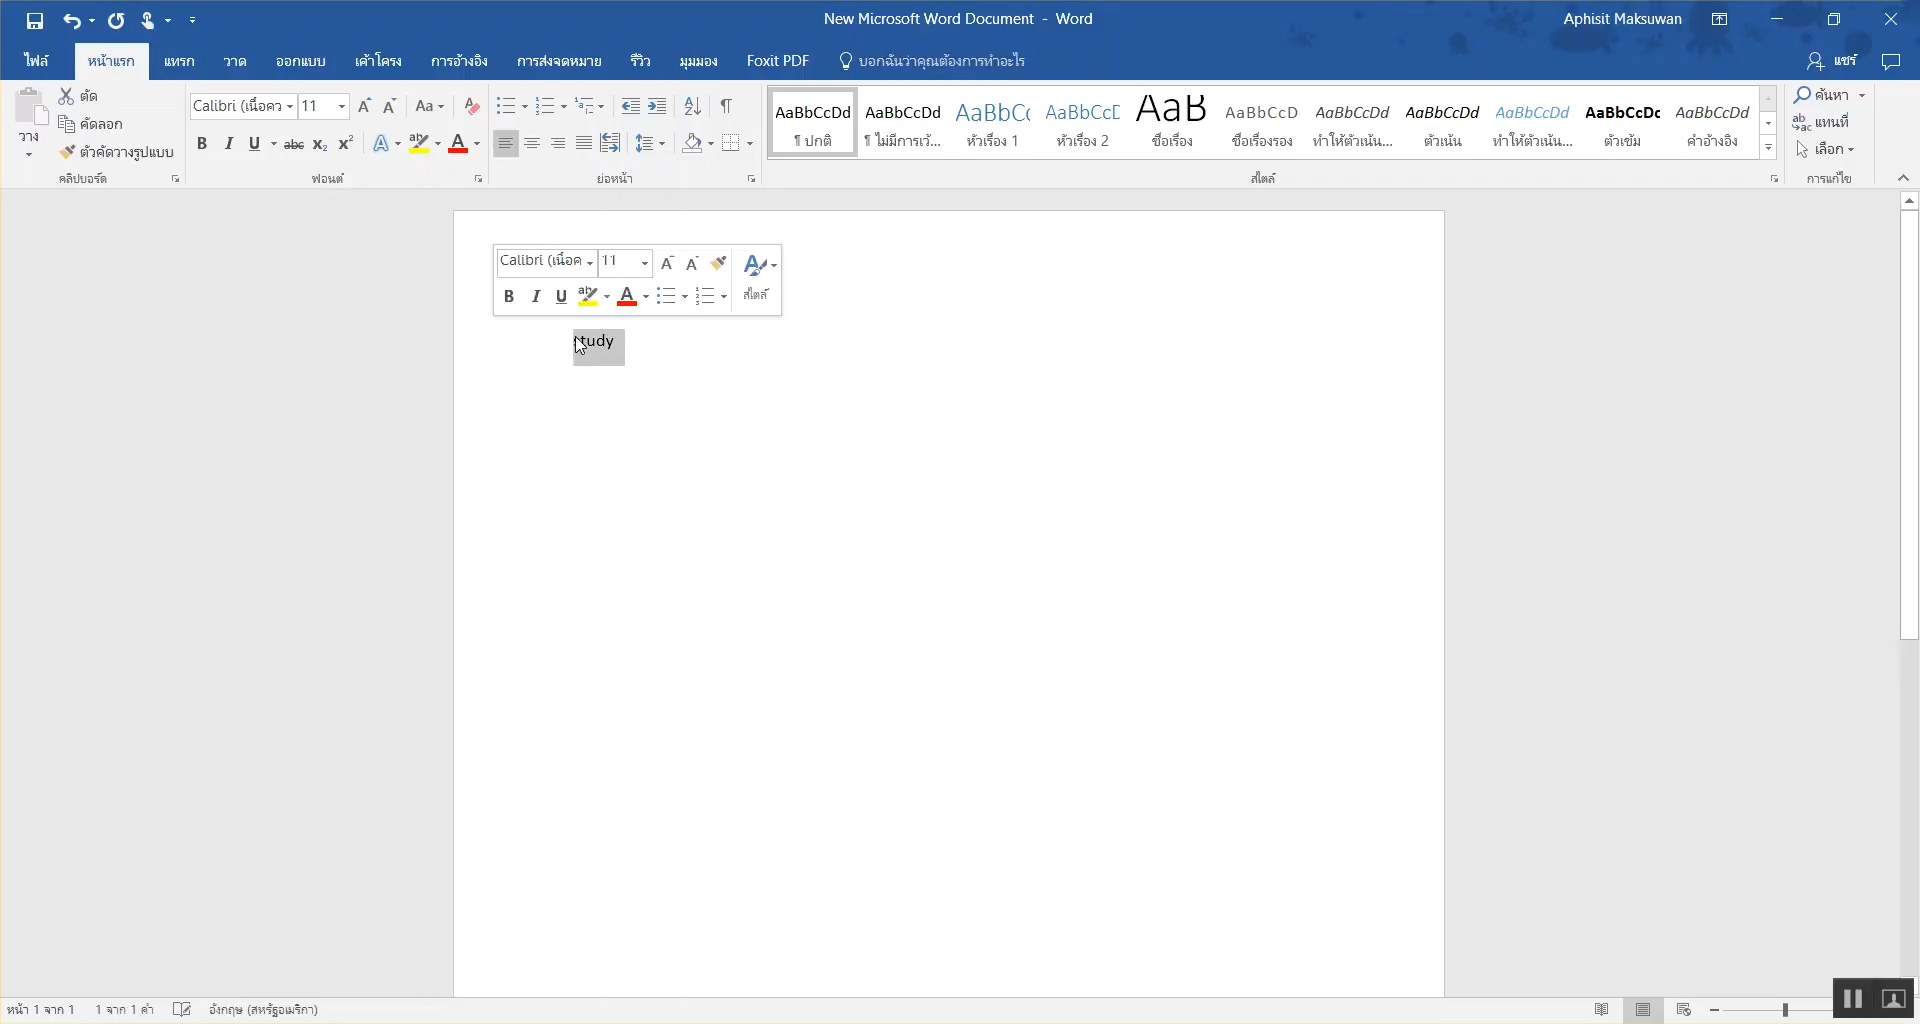 New Microsoft Word Document - Word
Aphisit Maksuwan
ไฟล์ หน้าแรก แทรก วาด ออกแบบ เค้าโครง การอ้างอิง การส่งจดหมาย รีวิว มุมมอง Foxit PDF บอกฉันว่าคุณต้องการทำอะไร แชร์
วาง
ตัด
คัดลอก
ตัวคัดวางรูปแบบ
คลิปบอร์ด
Calibri (เนื้อคว 11 Aa
B I U abc x₂ x² A ab A
ฟอนต์
ย่อหน้า
AaBbCcDd AaBbCcDd AaBbC AaBbCcE AaB AaBbCcD AaBbCcDd AaBbCcDd AaBbCcDd AaBbCcDc AaBbCcDd
¶ ปกติ ¶ ไม่มีการเว้... หัวเรื่อง 1 หัวเรื่อง 2 ชื่อเรื่อง ชื่อเรื่องรอง ทำให้ตัวเน้น... ตัวเน้น ทำให้ตัวเน้น... ตัวเข้ม คำอ้างอิง
สไตล์
ค้นหา
แทนที่
เลือก
การแก้ไข
Calibri (เนื้อค 11
B I U ab A สไตล์
study
หน้า 1 จาก 1 1 จาก 1 คำ อังกฤษ (สหรัฐอเมริกา)